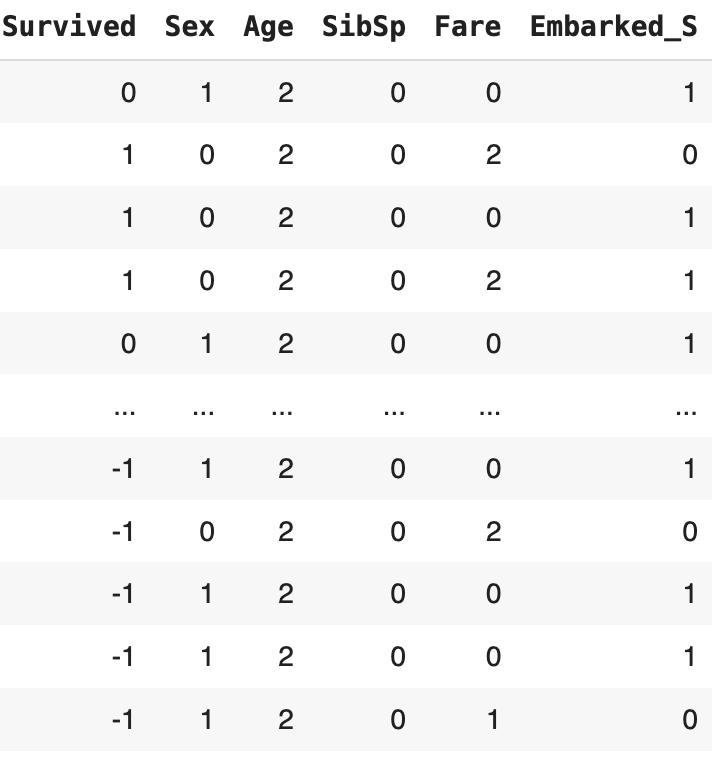 Survived Sex Age SibSp Fare Embarked_S
0 1 2 0 0 1
1 0 2 0 2 0
1 0 2 0 0 1
1 0 2 0 2 1
0 1 2 0 0 1
... ... ... ... ... ...
-1 1 2 0 0 1
-1 0 2 0 2 0
-1 1 2 0 0 1
-1 1 2 0 0 1
-1 1 2 0 1 0